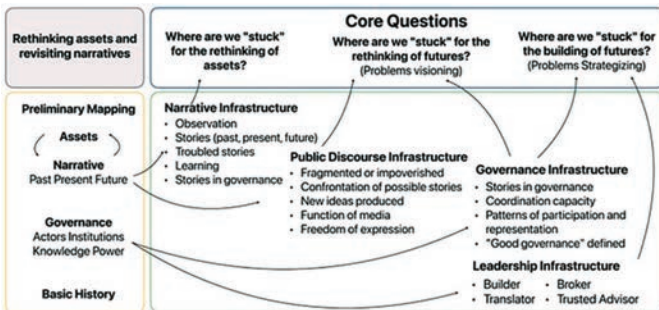 Rethinking assets and
revisiting narratives
Core Questions
Where are we "stuck"
for the rethinking of
assets?
Where are we "stuck" for the
rethinking of futures?
(Problems visioning)
Where are we "stuck" for
the building of futures?
(Problems Strategizing)
Preliminary Mapping
Assets
Narrative
Past Present Future
Governance
Actors Institutions
Knowledge Power
Basic History
Narrative Infrastructure
• Observation
• Stories (past, present, future)
• Troubled stories
• Learning
• Stories in governance
Public Discourse Infrastructure
• Fragmented or impoverished
• Confrontation of possible stories
• New ideas produced
• Function of media
• Freedom of expression
Governance Infrastructure
• Stories in governance
• Coordination capacity
• Patterns of participation and
representation
• "Good governance" defined
Leadership Infrastructure
• Builder • Broker
• Translator • Trusted Advisor